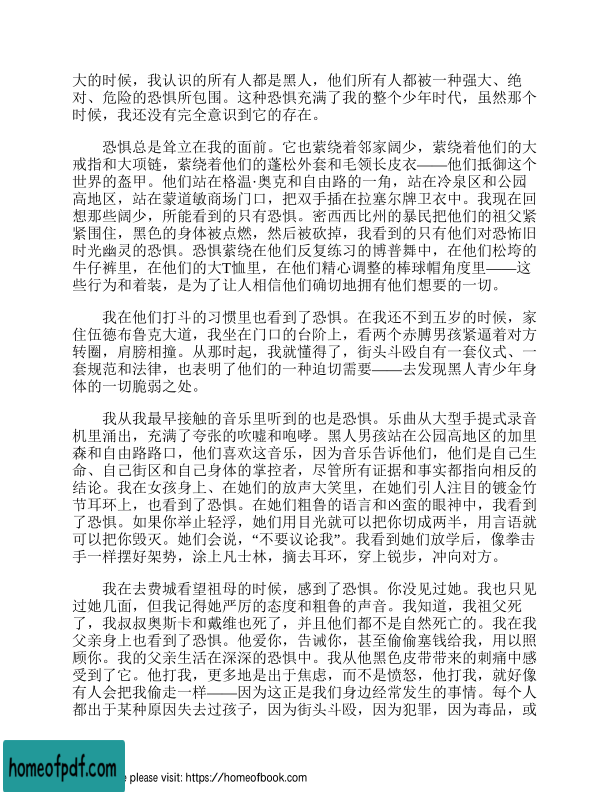 大的时候，我认识的所有人都是黑人，他们所有人都被一种强大、绝
对、危险的恐惧所包围。这种恐惧充满了我的整个少年时代，虽然那个
时候，我还没有完全意识到它的存在。
恐惧总是耸立在我的面前。它也萦绕着邻家阔少，萦绕着他们的大
戒指和大项链，萦绕着他们的蓬松外套和毛领长皮衣——他们抵御这个
世界的盔甲。他们站在格温·奥克和自由路的一角，站在冷泉区和公园
高地区，站在蒙道敏商场门口，把双手插在拉塞尔牌卫衣中。我现在回
想那些阔少，所能看到的只有恐惧。密西西比州的暴民把他们的祖父紧
紧围住，黑色的身体被点燃，然后被砍掉，我看到的只有他们对恐怖旧
时光幽灵的恐惧。恐惧萦绕在他们反复练习的博普舞中，在他们松垮的
牛仔裤里，在他们的大T恤里，在他们精心调整的棒球帽角度里——这
些行为和着装，是为了让人相信他们确切地拥有他们想要的一切。
我在他们打斗的习惯里也看到了恐惧。在我还不到五岁的时候，家
住伍德布鲁克大道，我坐在门口的台阶上，看两个赤膊男孩紧逼着对方
转圈，肩膀相撞。从那时起，我就懂得了，街头斗殴自有一套仪式、一
套规范和法律，也表明了他们的一种迫切需要——去发现黑人青少年身
体的一切脆弱之处。
我从我最早接触的音乐里听到的也是恐惧。乐曲从大型手提式录音
机里涌出，充满了夸张的吹嘘和咆哮。黑人男孩站在公园高地区的加里
森和自由路路口，他们喜欢这音乐，因为音乐告诉他们，他们是自己生
命、自己街区和自己身体的掌控者，尽管所有证据和事实都指向相反的
结论。我在女孩身上、在她们的放声大笑里，在她们引人注目的镀金竹
节耳环上，也看到了恐惧。在她们粗鲁的语言和凶蛮的眼神中，我看到
了恐惧。如果你举止轻浮，她们用目光就可以把你切成两半，用言语就
可以把你毁灭。她们会说，“不要议论我”。我看到她们放学后，像拳击
手一样摆好架势，涂上凡士林，摘去耳环，穿上锐步，冲向对方。
我在去费城看望祖母的时候，感到了恐惧。你没见过她。我也只见
过她几面，但我记得她严厉的态度和粗鲁的声音。我知道，我祖父死
了，我叔叔奥斯卡和戴维也死了，并且他们都不是自然死亡的。我在我
父亲身上也看到了恐惧。他爱你，告诫你，甚至偷偷塞钱给我，用以照
顾你。我的父亲生活在深深的恐惧中。我从他黑色皮带带来的刺痛中感
受到了它。他打我，更多地是出于焦虑，而不是愤怒，他打我，就好像
有人会把我偷走一样——因为这正是我们身边经常发生的事情。每个人
都出于某种原因失去过孩子，因为街头斗殴，因为犯罪，因为毒品，或
homeofpdf.com
e please visit: https://homeofbook.com